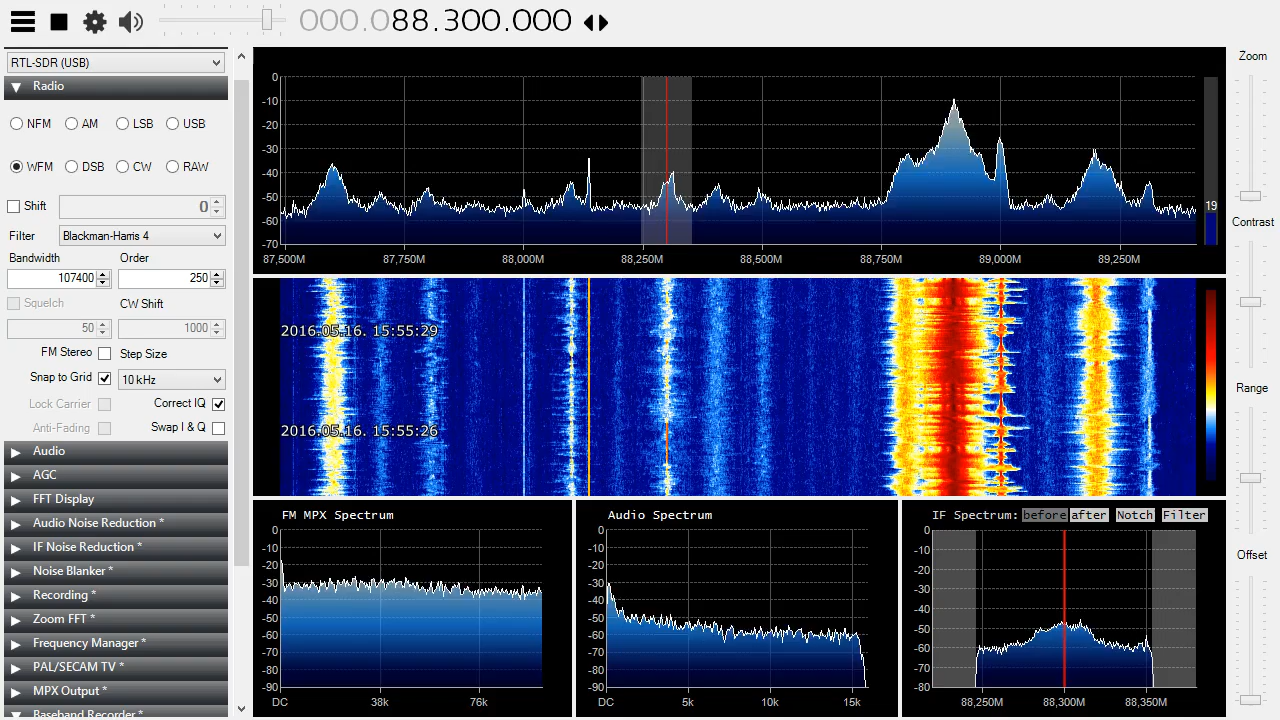 000.088.300.000
RTL-SDR (USB)
Radio
NFM AM LSB USB
WFM DSB CW RAW
Shift 0
Filter Blackman-Harris 4
Bandwidth Order
107400 250
Squelch CW Shift
50 1000
FM Stereo Step Size
Snap to Grid 10 kHz
Lock Carrier Correct IQ
Anti-Fading Swap I & Q
Audio
AGC
FFT Display
Audio Noise Reduction *
IF Noise Reduction *
Noise Blanker *
Recording *
Zoom FFT *
Frequency Manager *
PAL/SECAM TV *
MPX Output *
Baseband Recorder *
0
-10
-20
-30
-40
-50
-60
-70
87,500M 87,750M 88,000M 88,250M 88,500M 88,750M 89,000M 89,250M
19
2016.05.16. 15:55:29
2016.05.16. 15:55:26
FM MPX Spectrum
0
-10
-20
-30
-40
-50
-60
-70
-80
-90
DC 38k 76k
Audio Spectrum
0
-10
-20
-30
-40
-50
-60
-70
-80
-90
DC 5k 10k 15k
IF Spectrum: before after Notch Filter
0
-10
-20
-30
-40
-50
-60
-70
-80
88,250M 88,300M 88,350M
Zoom
Contrast
Range
Offset